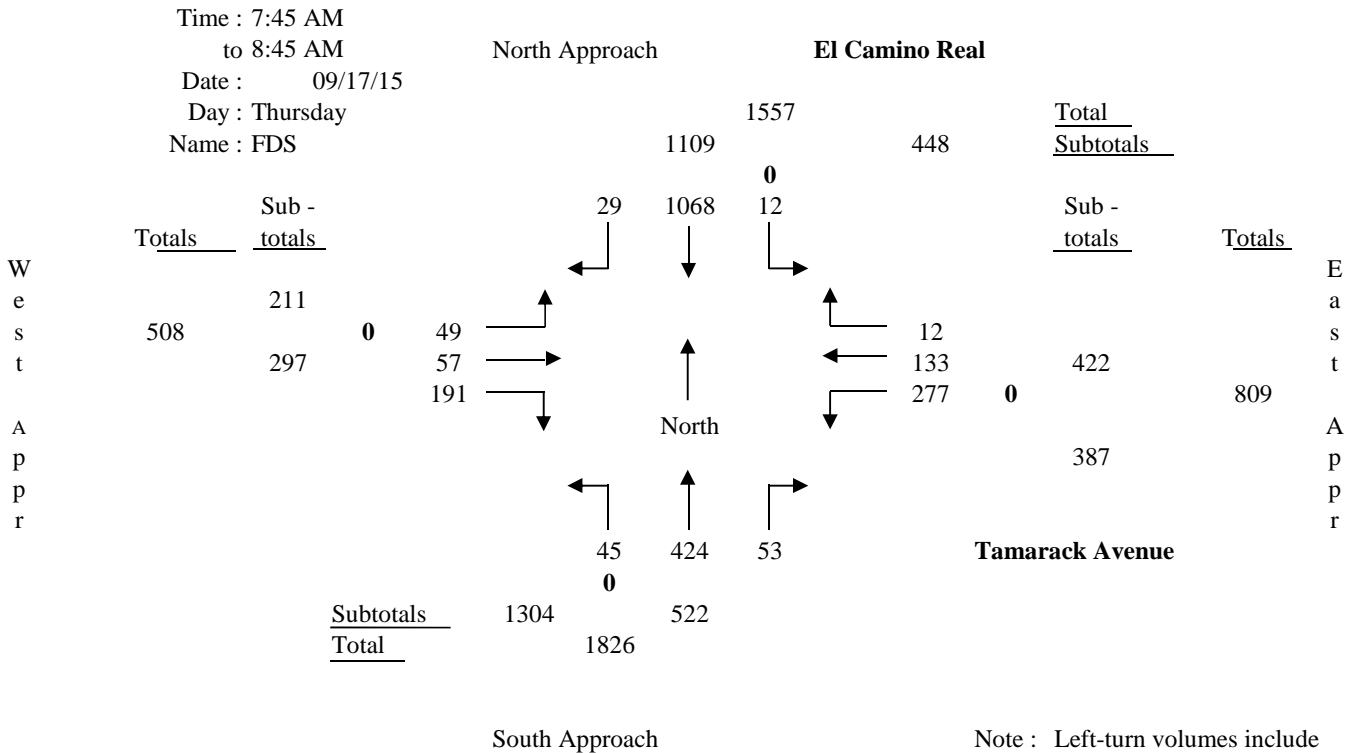 Time : 7:45 AM
to 8:45 AM North Approach El Camino Real
Date : 09/17/15
Day : Thursday 1557 Total
Name : FDS 1109 448 Subtotals
0
Sub - 29 1068 12 Sub -
Totals totals totals Totals
W E
e 211 a
s 508 0 49 12 s
t 297 57 133 422 t
191 277 0 809
A North A
p 387 p
p p
r r
45 424 53 Tamarack Avenue
0
Subtotals 1304 522
Total 1826
South Approach Note : Left-turn volumes include